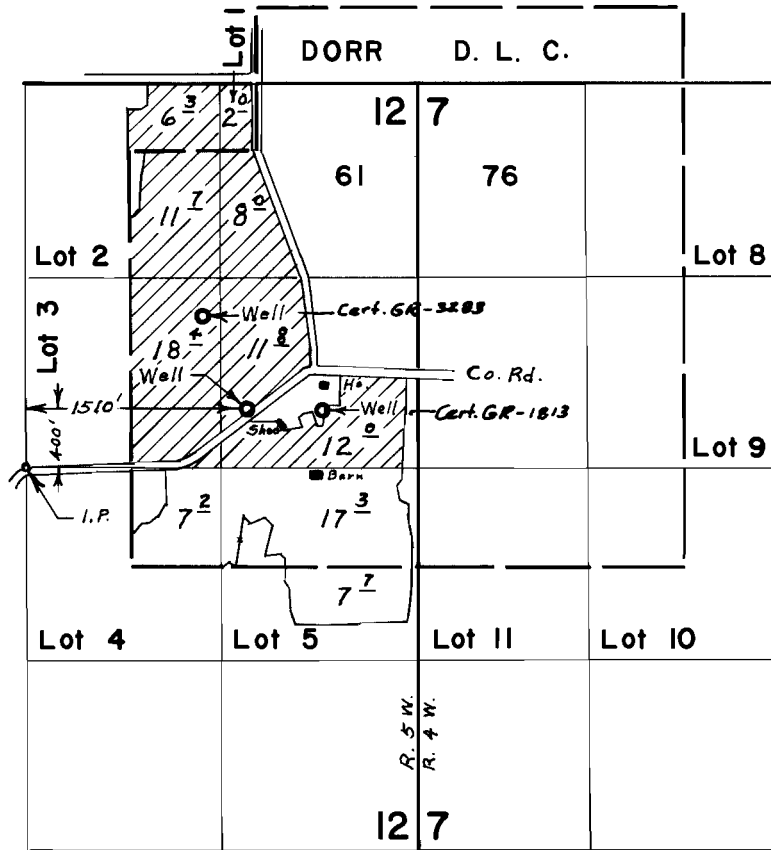 Lot 1
DORR D. L. C.
6 3 2 0
12 7
61 76
11 7 8 0
Lot 2 Lot 8
Lot 3
Well Cert. GR-3283
18 4 11 8
Well
Co. Rd.
Ho.
1510' Well Cert. GR-1813
Shed
400'
12 0
Lot 9
Barn
I.P.
7 2 17 3
7 7
Lot 4 Lot 5 Lot 11 Lot 10
R. 5 W.
R. 4 W.
12 7